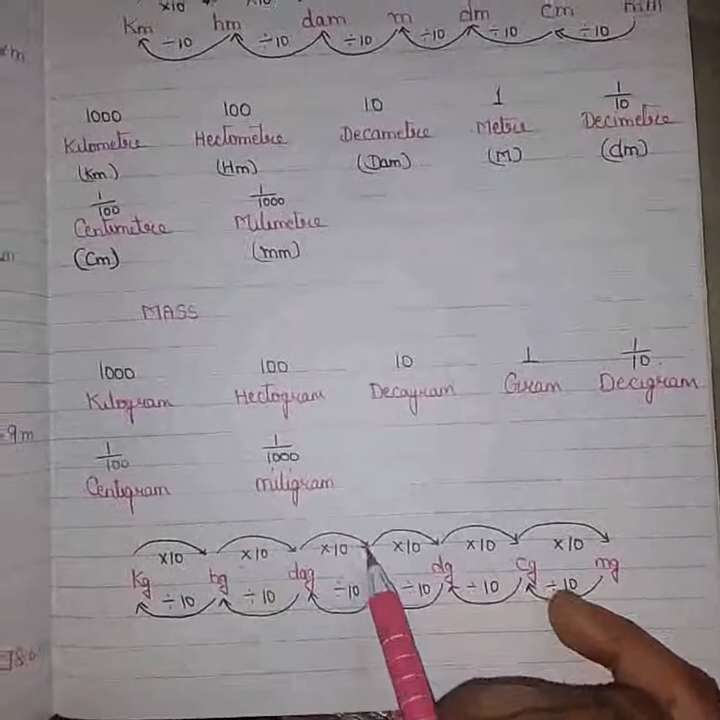 ×10 ×10
Km hm dam m dm cm mm
÷10 ÷10 ÷10 ÷10 ÷10 ÷10
1000 100 10 1 1/10
Kilometre Hectometre Decametre Metre Decimetre
(Km) (Hm) (Dam) (M) (dm)
1/100 1/1000
Centimetre Milimetre
(Cm) (mm)
MASS
1000 100 10 1 1/10
Kilogram Hectogram Decagram Gram Decigram
1/100 1/1000
Centigram miligram
×10 ×10 ×10 ×10 ×10 ×10
Kg hg dag dg cg mg
÷10 ÷10 ÷10 ÷10 ÷10 ÷10
9m